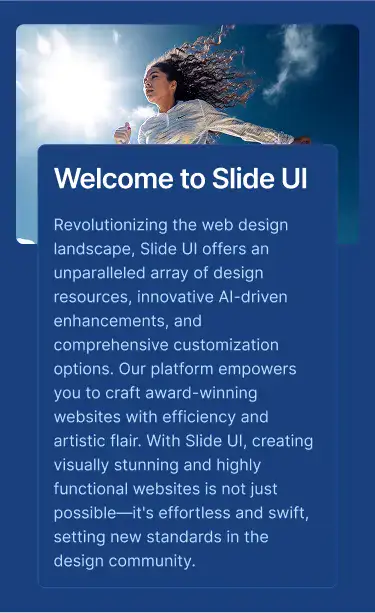 Welcome to Slide UI
Revolutionizing the web design
landscape, Slide UI offers an
unparalleled array of design
resources, innovative AI-driven
enhancements, and
comprehensive customization
options. Our platform empowers
you to craft award-winning
websites with efficiency and
artistic flair. With Slide UI, creating
visually stunning and highly
functional websites is not just
possible—it's effortless and swift,
setting new standards in the
design community.